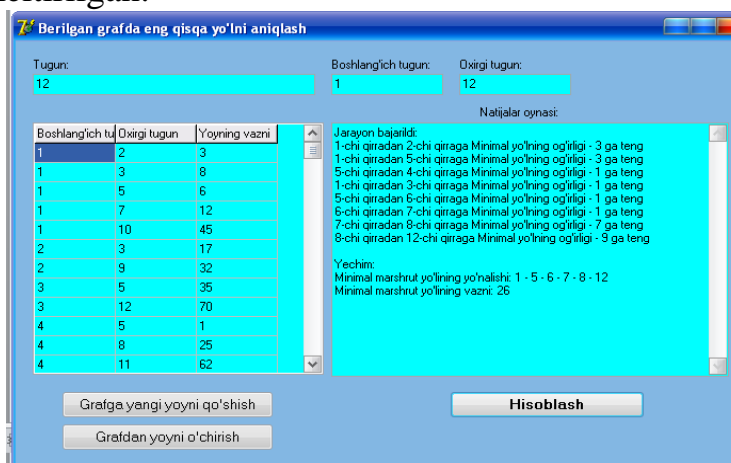 Berilgan grafda eng qisqa yo'lni aniqlash
Tugun:
12
Boshlang'ich tugun:
1
Oxirgi tugun:
12
Natijalar oynasi:
Boshlang'ich tu Oxirgi tugun Yoyning vazni
1 2 3
1 3 8
1 5 6
1 7 12
1 10 45
2 3 17
2 9 32
3 5 35
3 12 70
4 5 1
4 8 25
4 11 62
Jarayon bajarildi:
1-chi qirradan 2-chi qirraga Minimal yo'lning og'irligi - 3 ga teng
1-chi qirradan 5-chi qirraga Minimal yo'lning og'irligi - 3 ga teng
5-chi qirradan 4-chi qirraga Minimal yo'lning og'irligi - 1 ga teng
1-chi qirradan 3-chi qirraga Minimal yo'lning og'irligi - 1 ga teng
5-chi qirradan 6-chi qirraga Minimal yo'lning og'irligi - 1 ga teng
6-chi qirradan 7-chi qirraga Minimal yo'lning og'irligi - 1 ga teng
7-chi qirradan 8-chi qirraga Minimal yo'lning og'irligi - 7 ga teng
8-chi qirradan 12-chi qirraga Minimal yo'lning og'irligi - 9 ga teng
Yechim:
Minimal marshrut yo'lining yo'nalishi: 1 - 5 - 6 - 7 - 8 - 12
Minimal marshrut yo'lining vazni: 26
Grafga yangi yoyni qo'shish
Grafdan yoyni o'chirish
Hisoblash